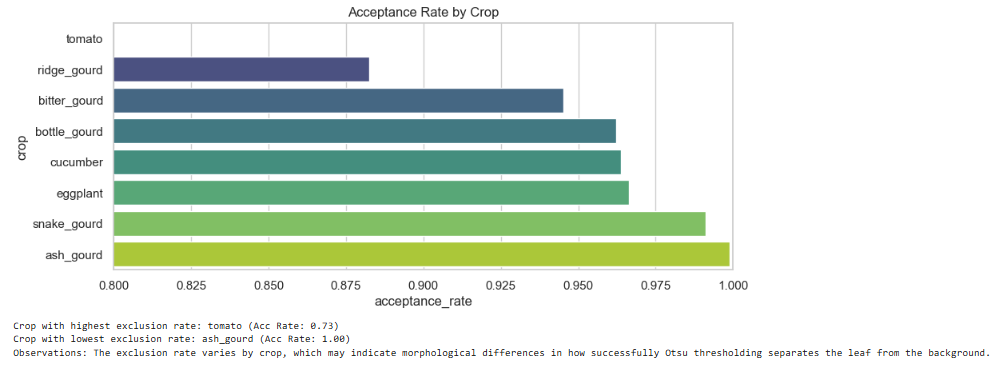 Acceptance Rate by Crop
tomato
ridge_gourd
bitter_gourd
bottle_gourd
cucumber
eggplant
snake_gourd
ash_gourd
crop
0.800 0.825 0.850 0.875 0.900 0.925 0.950 0.975 1.000
acceptance_rate
Crop with highest exclusion rate: tomato (Acc Rate: 0.73)
Crop with lowest exclusion rate: ash_gourd (Acc Rate: 1.00)
Observations: The exclusion rate varies by crop, which may indicate morphological differences in how successfully Otsu thresholding separates the leaf from the background.